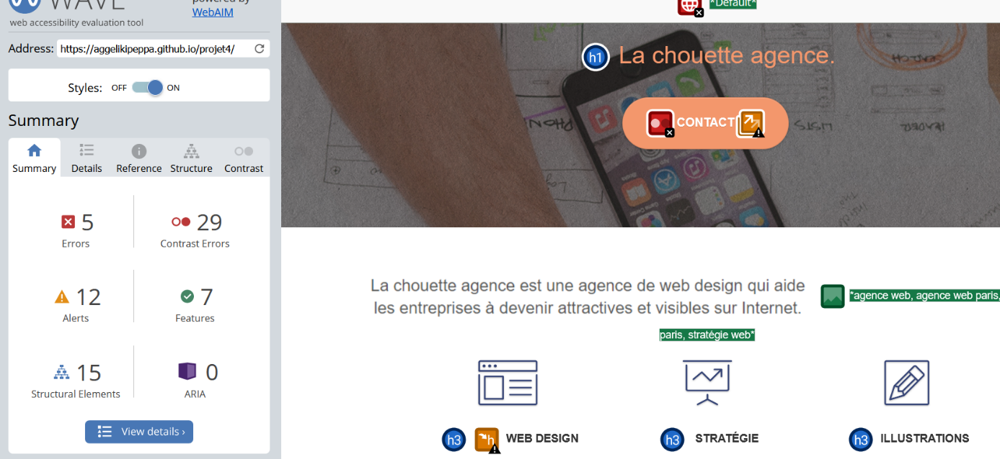 WAVE
powered by
WebAIM
web accessibility evaluation tool
Address: https://aggelikipeppa.github.io/projet4/
Styles: OFF ON
Summary
Summary Details Reference Structure Contrast
5 29
Errors Contrast Errors
12 7
Alerts Features
15 0
Structural Elements ARIA
View details ›
*Default*
h1 La chouette agence.
CONTACT
LISTS
La chouette agence est une agence de web design qui aide
les entreprises à devenir attractives et visibles sur Internet.
*agence web, agence web paris,
paris, stratégie web*
h3 h WEB DESIGN
h3 STRATÉGIE
h3 ILLUSTRATIONS